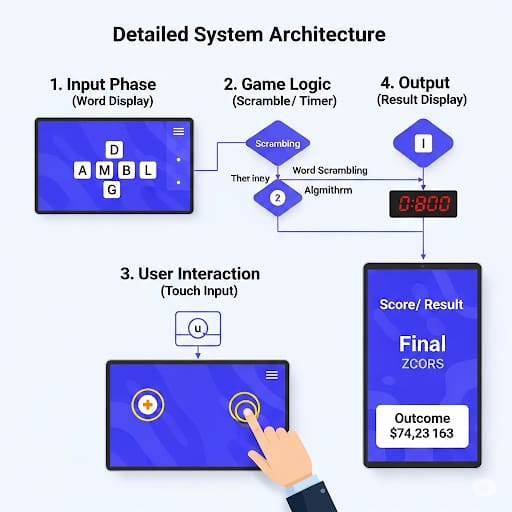 Detailed System Architecture
1. Input Phase
(Word Display)
D
A M B L
G
2. Game Logic
(Scramble/ Timer)
Scrambing
Ther iney
Word Scrambling
Algmithrm
2
4. Output
(Result Display)
I
0:800
3. User Interaction
(Touch Input)
u
Score/ Result
Final
ZCORS
Outcome
$74,23 163